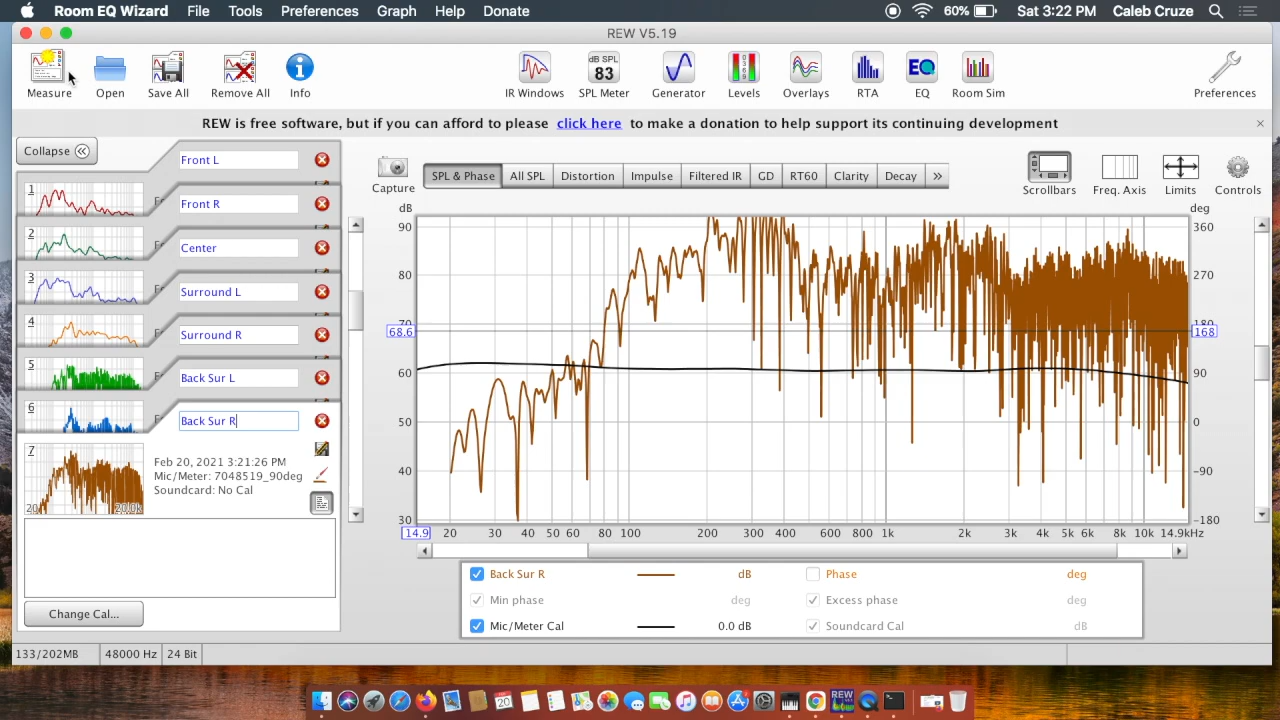 Room EQ Wizard File Tools Preferences Graph Help Donate 60% Sat 3:22 PM Caleb Cruze
REW V5.19
dB SPL
83
EQ
Measure Open Save All Remove All Info IR Windows SPL Meter Generator Levels Overlays RTA EQ Room Sim Preferences
REW is free software, but if you can afford to please click here to make a donation to help support its continuing development
Collapse
Front L
1
Front R
2
Center
3
Surround L
4
Surround R
5
Back Sur L
6
Back Sur R
7
Feb 20, 2021 3:21:26 PM
Mic/Meter: 7048519_90deg
Soundcard: No Cal
20 20.0k
Change Cal...
Capture
SPL & Phase All SPL Distortion Impulse Filtered IR GD RT60 Clarity Decay »
Scrollbars Freq. Axis Limits Controls
dB deg
90 360
80 270
70 180
68.6 168
60 90
50 0
40 -90
30 -180
14.9 20 30 40 50 60 80 100 200 300 400 600 800 1k 2k 3k 4k 5k 6k 8k 10k 14.9kHz
Back Sur R dB Phase deg
Min phase deg Excess phase deg
Mic/Meter Cal 0.0 dB Soundcard Cal dB
133/202MB 48000 Hz 24 Bit
REW